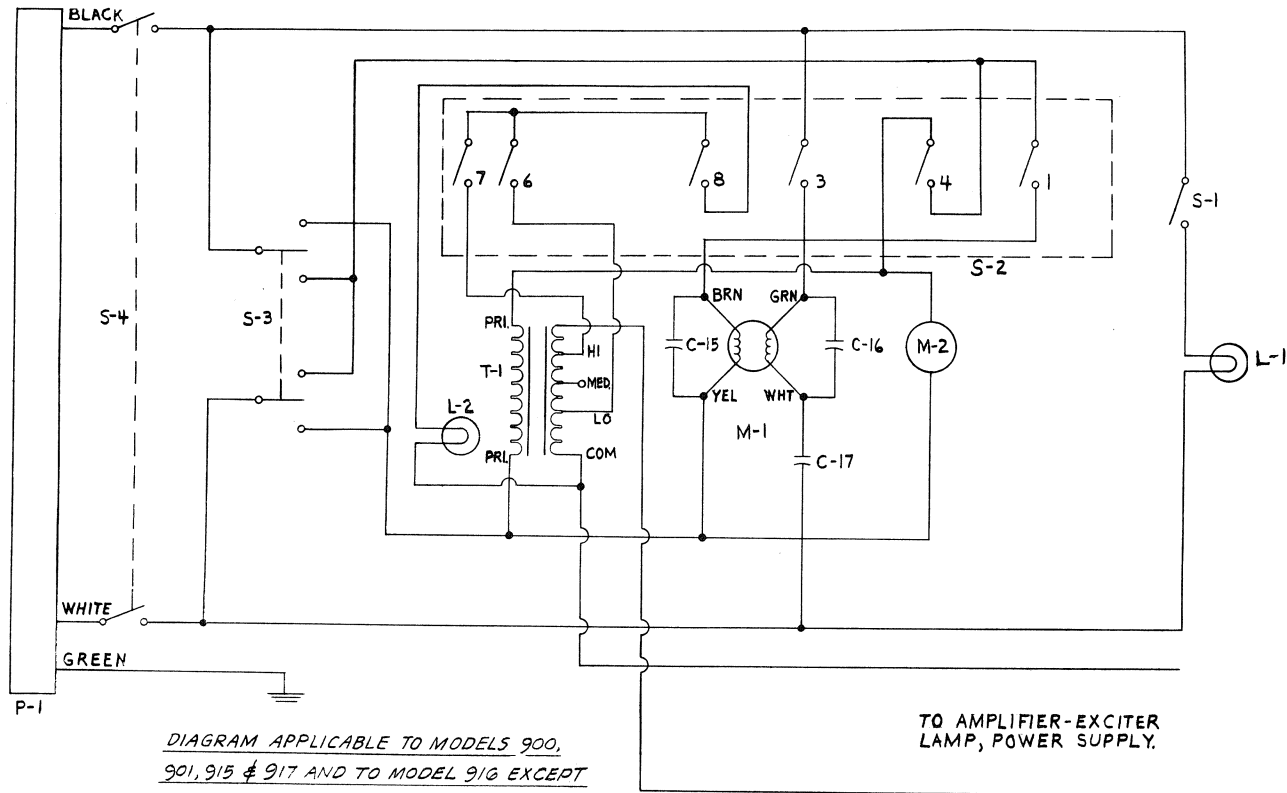 BLACK
7
6
8
3
4
1
S-1
S-2
S-4
S-3
BRN
GRN
PRI.
HI
C-15
C-16
M-2
T-1
MED.
L-1
L-2
LO
YEL
WHT
M-1
PRI.
COM
C-17
WHITE
GREEN
P-1
TO AMPLIFIER-EXCITER
LAMP, POWER SUPPLY.
DIAGRAM APPLICABLE TO MODELS 900,
901, 915 & 917 AND TO MODEL 916 EXCEPT